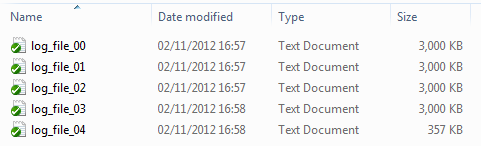 Name Date modified Type Size
log_file_00 02/11/2012 16:57 Text Document 3,000 KB
log_file_01 02/11/2012 16:57 Text Document 3,000 KB
log_file_02 02/11/2012 16:57 Text Document 3,000 KB
log_file_03 02/11/2012 16:58 Text Document 3,000 KB
log_file_04 02/11/2012 16:58 Text Document 357 KB